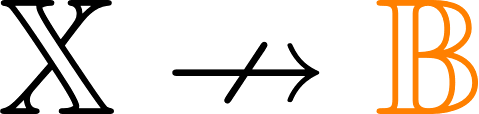 𝕏 ↛ 𝔹